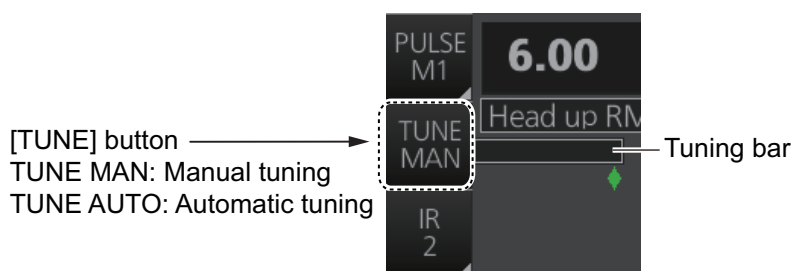 PULSE
M1
6.00
Head up RM
[TUNE] button
TUNE MAN: Manual tuning
TUNE AUTO: Automatic tuning
TUNE
MAN
Tuning bar
IR
2